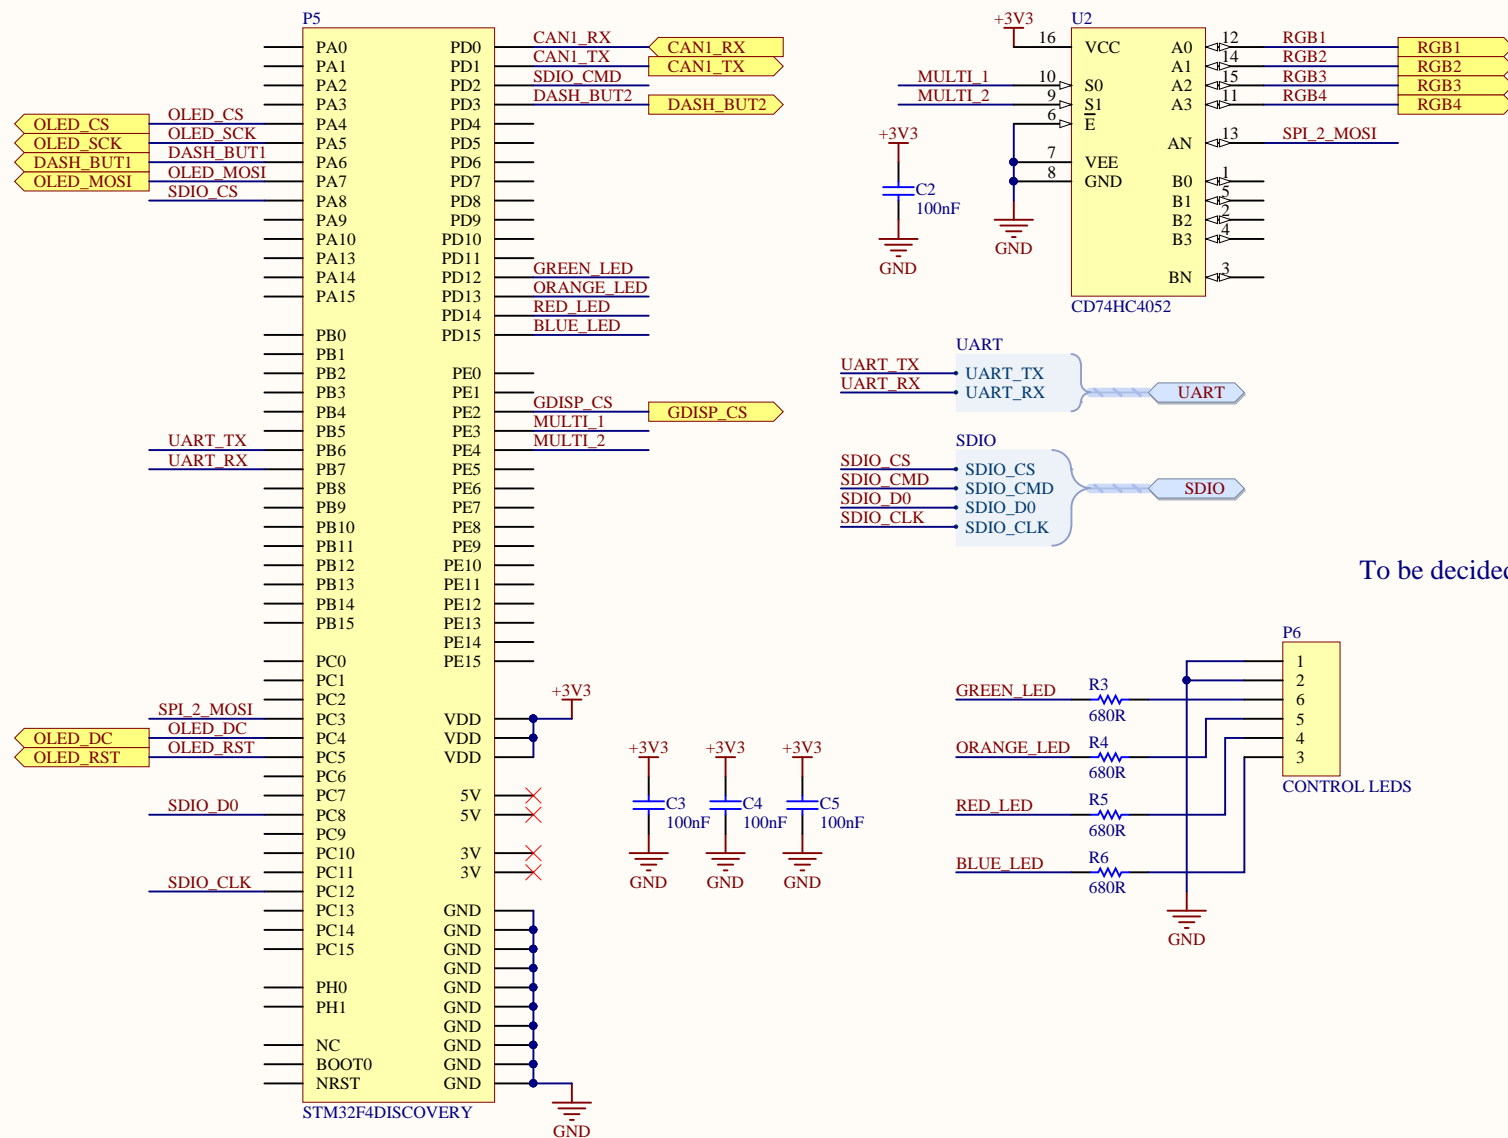 P5
PA0
PA1
PA2
PA3
OLED_CS OLED_CS PA4
OLED_SCK OLED_SCK PA5
DASH_BUT1 DASH_BUT1 PA6
OLED_MOSI OLED_MOSI PA7
SDIO_CS PA8
PA9
PA10
PA13
PA14
PA15
PB0
PB1
PB2
PB3
PB4
PB5
UART_TX PB6
UART_RX PB7
PB8
PB9
PB10
PB11
PB12
PB13
PB14
PB15
PC0
PC1
PC2
SPI_2_MOSI PC3
OLED_DC OLED_DC PC4
OLED_RST OLED_RST PC5
PC6
PC7
SDIO_D0 PC8
PC9
PC10
PC11
SDIO_CLK PC12
PC13
PC14
PC15
PH0
PH1
NC
BOOT0
NRST
PD0 CAN1_RX CAN1_RX
PD1 CAN1_TX CAN1_TX
PD2 SDIO_CMD
PD3 DASH_BUT2 DASH_BUT2
PD4
PD5
PD6
PD7
PD8
PD9
PD10
PD11
PD12 GREEN_LED
PD13 ORANGE_LED
PD14 RED_LED
PD15 BLUE_LED
PE0
PE1
PE2 GDISP_CS GDISP_CS
PE3 MULTI_1
PE4 MULTI_2
PE5
PE6
PE7
PE8
PE9
PE10
PE11
PE12
PE13
PE14
PE15
+3V3
VDD
VDD
VDD
5V
5V
3V
3V
GND
GND
GND
GND
GND
GND
GND
GND
GND
GND
GND
STM32F4DISCOVERY
+3V3 +3V3 +3V3
C3 C4 C5
100nF 100nF 100nF
GND GND GND
+3V3
C2
100nF
GND
+3V3 U2
16 VCC
MULTI_1 10 S0
MULTI_2 9 S1
6 E
7 VEE
8 GND
GND
A0 12 RGB1 RGB1
A1 14 RGB2 RGB2
A2 15 RGB3 RGB3
A3 11 RGB4 RGB4
AN 13 SPI_2_MOSI
B0 1
B1 5
B2 2
B3 4
BN 3
CD74HC4052
UART
UART_TX UART_TX
UART_RX UART_RX
UART
SDIO
SDIO_CS SDIO_CS
SDIO_CMD SDIO_CMD
SDIO_D0 SDIO_D0
SDIO_CLK SDIO_CLK
SDIO
To be decided
P6
1
2
6
5
4
3
CONTROL LEDS
GREEN_LED R3
680R
ORANGE_LED R4
680R
RED_LED R5
680R
BLUE_LED R6
680R
GND